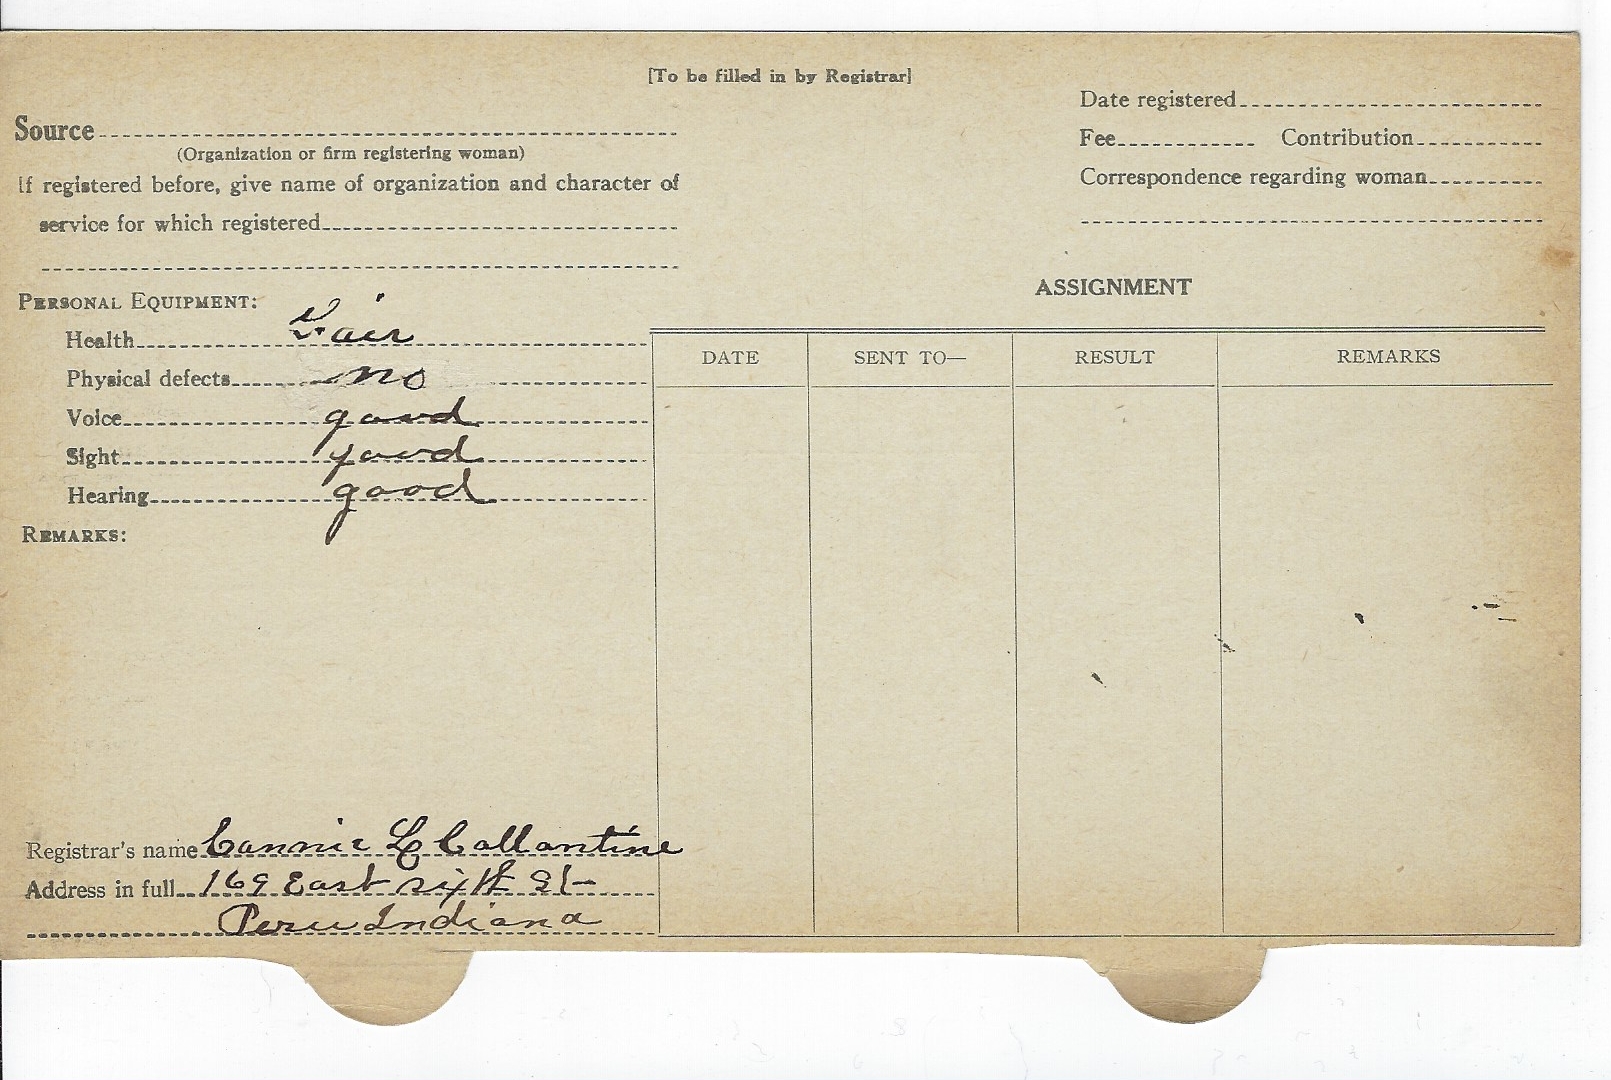 [To be filled in by Registrar]
Source
(Organization or firm registering woman)
If registered before, give name of organization and character of
service for which registered
Date registered
Fee Contribution
Correspondence regarding woman
PERSONAL EQUIPMENT:
Health Fair
Physical defects no
Voice good
Sight good
Hearing good
REMARKS:
ASSIGNMENT
DATE SENT TO— RESULT REMARKS
Registrar's name Cannie L Callantine
Address in full 169 East sixth St
Peru Indiana